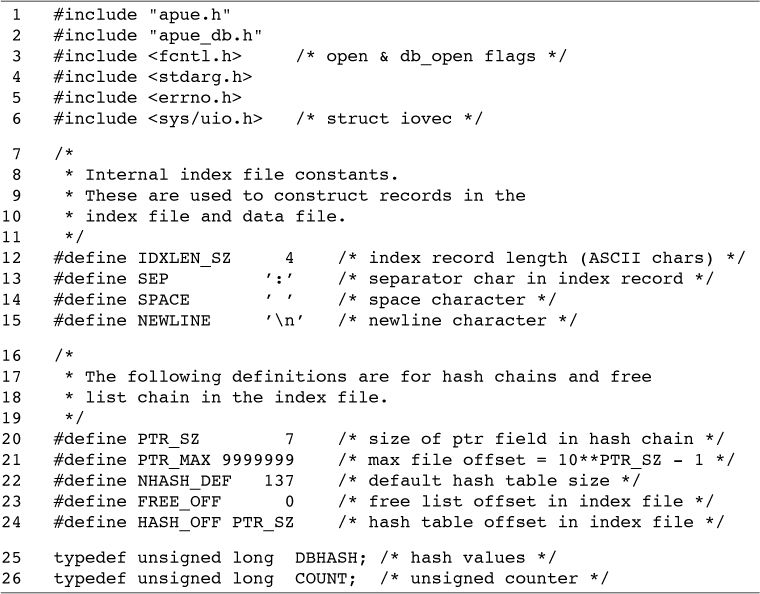 1 #include "apue.h"
2 #include "apue_db.h"
3 #include <fcntl.h> /* open & db_open flags */
4 #include <stdarg.h>
5 #include <errno.h>
6 #include <sys/uio.h> /* struct iovec */
7 /*
8 * Internal index file constants.
9 * These are used to construct records in the
10 * index file and data file.
11 */
12 #define IDXLEN_SZ 4 /* index record length (ASCII chars) */
13 #define SEP ’:’ /* separator char in index record */
14 #define SPACE ’ ’ /* space character */
15 #define NEWLINE ’\n’ /* newline character */
16 /*
17 * The following definitions are for hash chains and free
18 * list chain in the index file.
19 */
20 #define PTR_SZ 7 /* size of ptr field in hash chain */
21 #define PTR_MAX 9999999 /* max file offset = 10**PTR_SZ - 1 */
22 #define NHASH_DEF 137 /* default hash table size */
23 #define FREE_OFF 0 /* free list offset in index file */
24 #define HASH_OFF PTR_SZ /* hash table offset in index file */
25 typedef unsigned long DBHASH; /* hash values */
26 typedef unsigned long COUNT; /* unsigned counter */